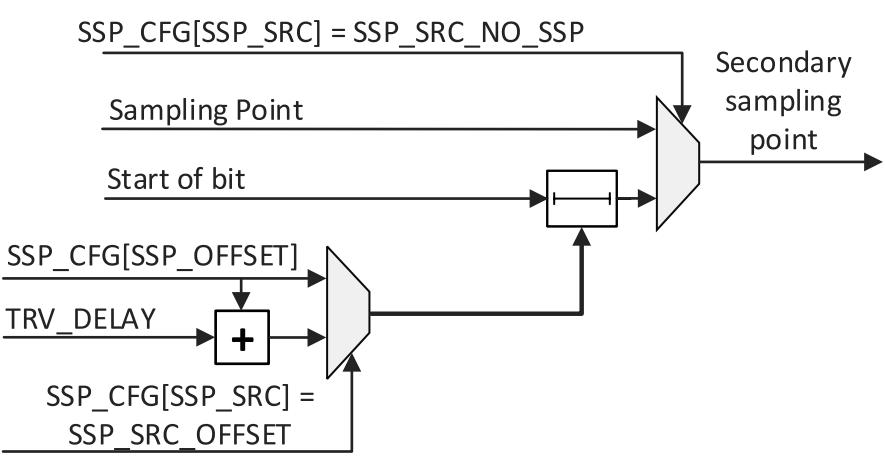 SSP_CFG[SSP_SRC] = SSP_SRC_NO_SSP
Secondary
sampling
point
Sampling Point
Start of bit
SSP_CFG[SSP_OFFSET]
TRV_DELAY
+
SSP_CFG[SSP_SRC] =
SSP_SRC_OFFSET